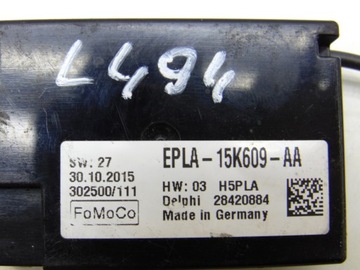 L494
SW: 27
30.10.2015
302500/111
FoMoCo
EPLA-15K609-AA
HW: 03 H5PLA
Delphi 28420884
Made in Germany